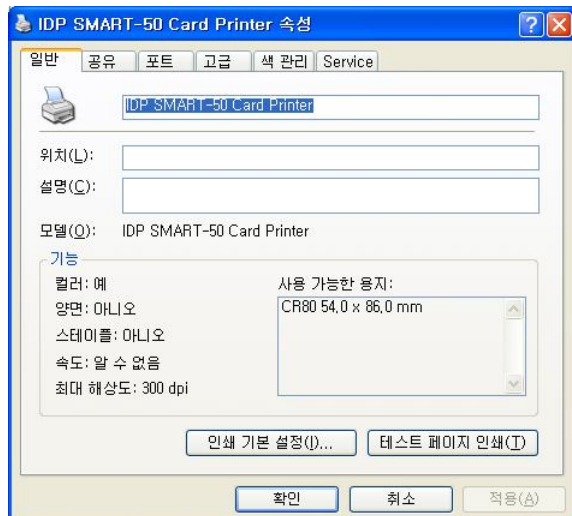 IDP SMART-50 Card Printer 속성
일반 공유 포트 고급 색 관리 Service
IDP SMART-50 Card Printer
위치(L):
설명(C):
모델(O): IDP SMART-50 Card Printer
기능
컬러: 예
사용 가능한 용지:
양면: 아니오
CR80 54,0 x 86,0 mm
스테이플: 아니오
속도: 알 수 없음
최대 해상도: 300 dpi
인쇄 기본 설정(I)... 테스트 페이지 인쇄(T)
확인 취소 적용(A)